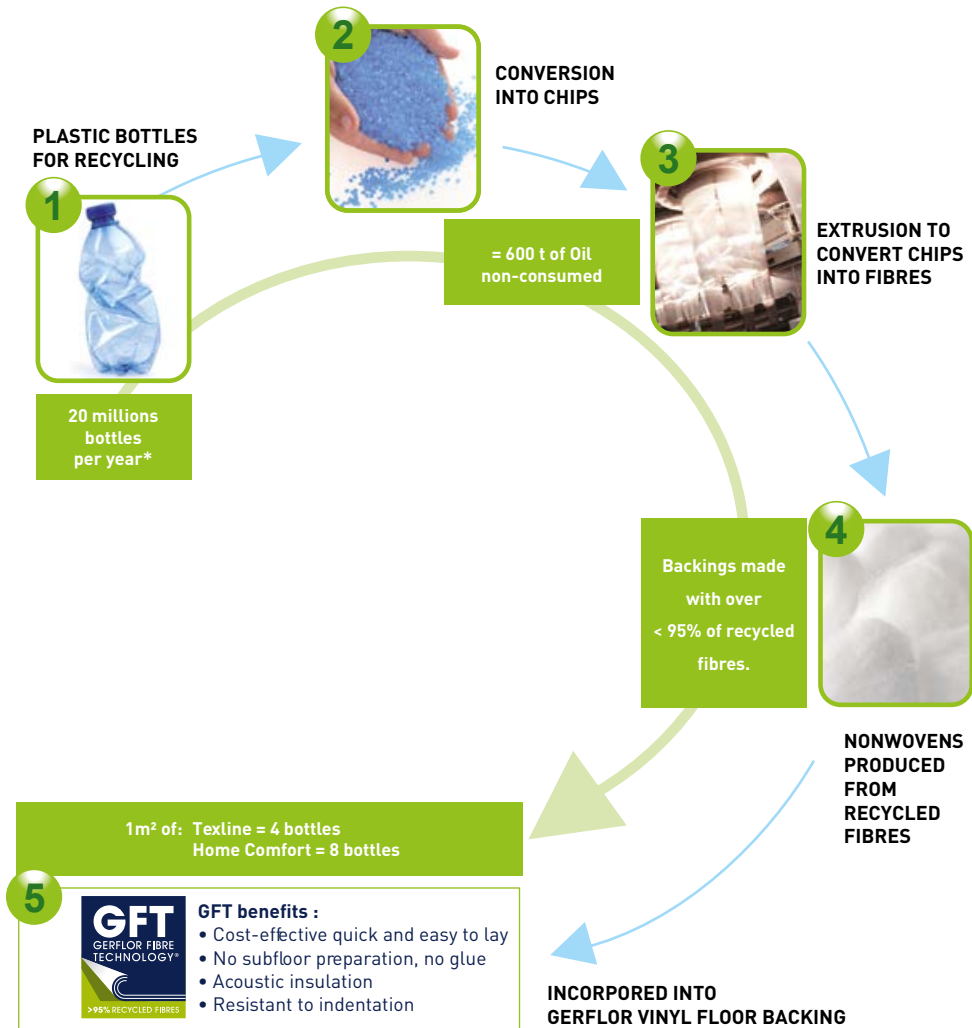 1
PLASTIC BOTTLES
FOR RECYCLING
20 millions
bottles
per year*
2
CONVERSION
INTO CHIPS
= 600 t of Oil
non-consumed
3
EXTRUSION TO
CONVERT CHIPS
INTO FIBRES
4
Backings made
with over
< 95% of recycled
fibres.
NONWOVENS
PRODUCED
FROM
RECYCLED
FIBRES
1m² of: Texline = 4 bottles
Home Comfort = 8 bottles
5
GFT
GERFLOR FIBRE
TECHNOLOGY®
>95% RECYCLED FIBRES
GFT benefits :
• Cost-effective quick and easy to lay
• No subfloor preparation, no glue
• Acoustic insulation
• Resistant to indentation
INCORPORED INTO
GERFLOR VINYL FLOOR BACKING